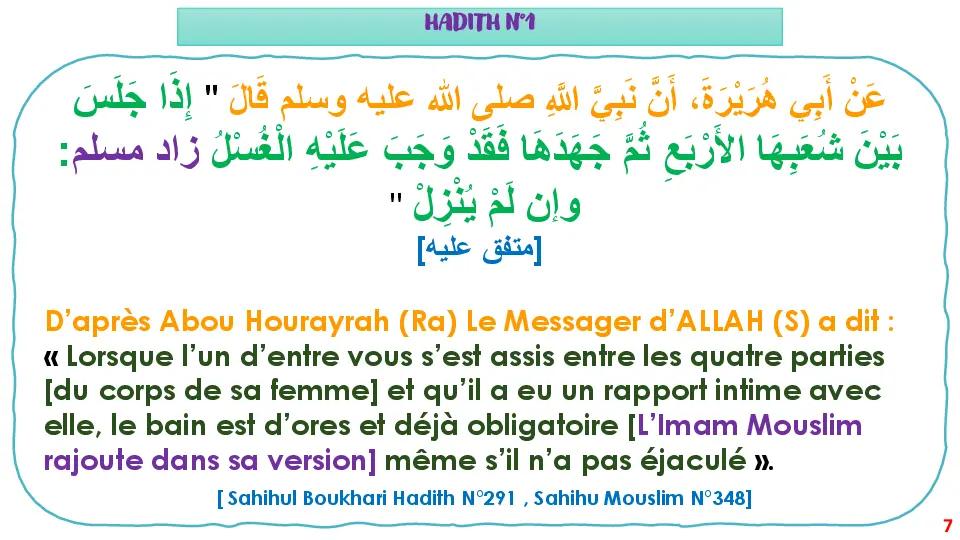 HADITH N°1
عَنْ أَبِي هُرَيْرَةَ، أَنَّ نَبِيَّ اللَّهِ صلى الله عليه وسلم قَالَ " إِذَا جَلَسَ
بَيْنَ شُعَبِهَا الأَرْبَعِ ثُمَّ جَهَدَهَا فَقَدْ وَجَبَ عَلَيْهِ الْغُسْلُ زاد مسلم:
وإن لَمْ يُنْزِلْ "
[متفق عليه]
D’après Abou Hourayrah (Ra) Le Messager d’ALLAH (S) a dit :
« Lorsque l’un d’entre vous s’est assis entre les quatre parties
[du corps de sa femme] et qu’il a eu un rapport intime avec
elle, le bain est d’ores et déjà obligatoire [L’Imam Mouslim
rajoute dans sa version] même s’il n’a pas éjaculé ».
[ Sahihul Boukhari Hadith N°291 , Sahihu Mouslim N°348]
7